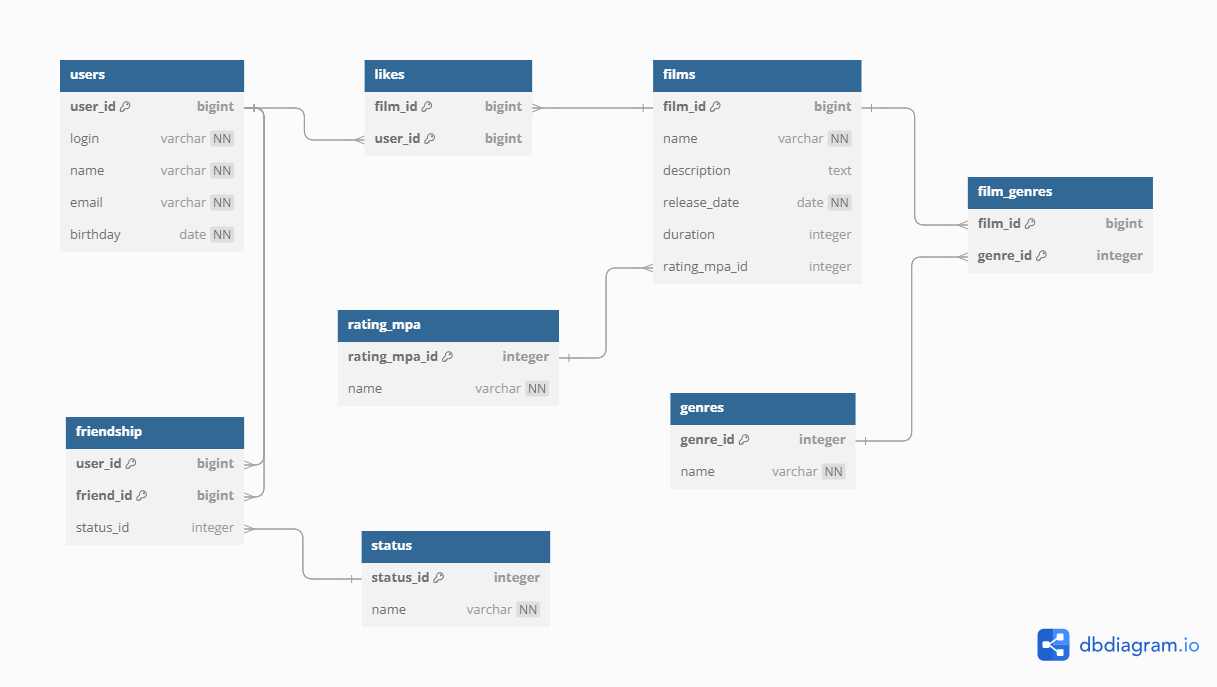 users
user_id bigint
login varchar NN
name varchar NN
email varchar NN
birthday date NN
likes
film_id bigint
user_id bigint
films
film_id bigint
name varchar NN
description text
release_date date NN
duration integer
rating_mpa_id integer
film_genres
film_id bigint
genre_id integer
rating_mpa
rating_mpa_id integer
name varchar NN
genres
genre_id integer
name varchar NN
friendship
user_id bigint
friend_id bigint
status_id integer
status
status_id integer
name varchar NN
dbdiagram.io